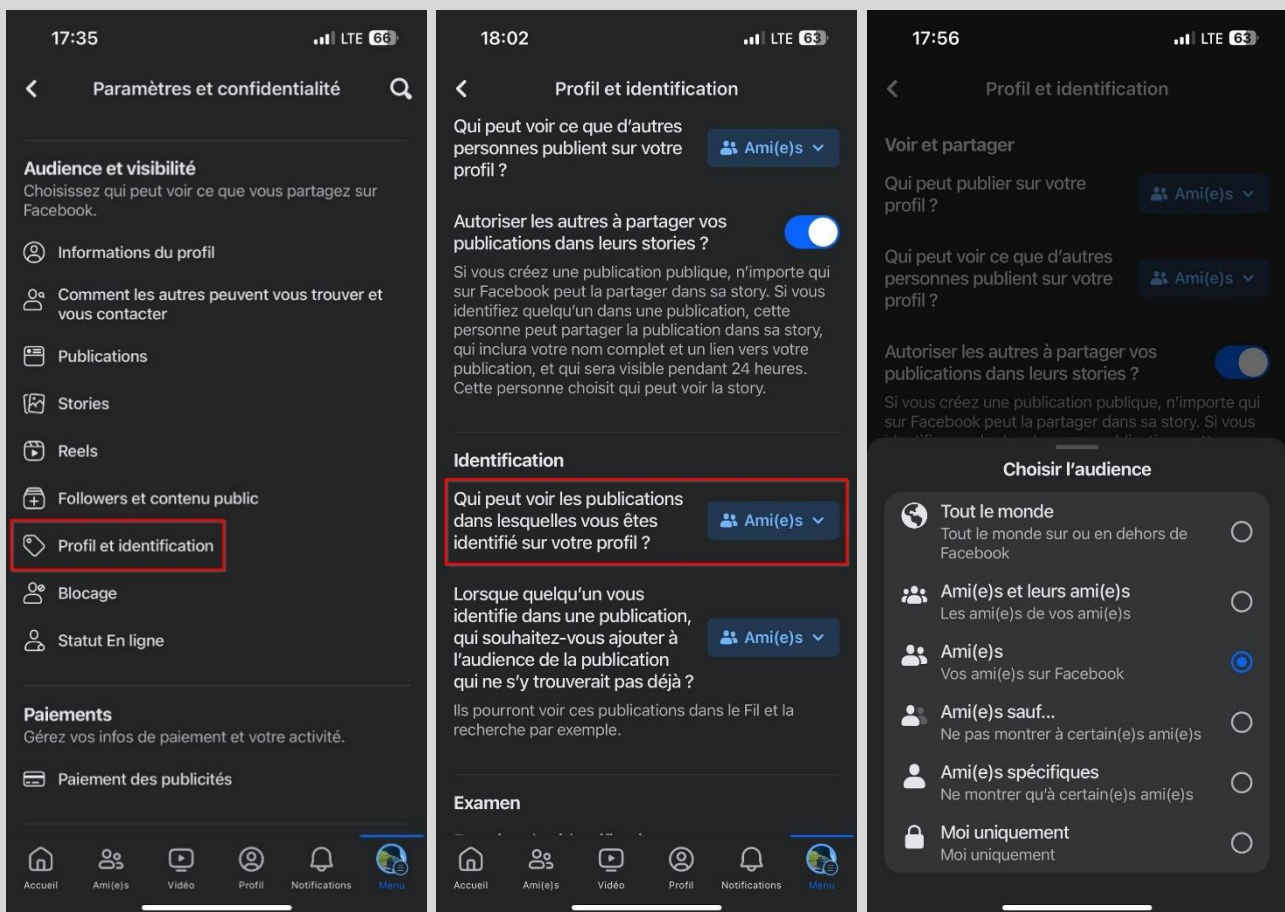 17:35
LTE 66
Paramètres et confidentialité
Audience et visibilité
Choisissez qui peut voir ce que vous partagez sur
Facebook.
Informations du profil
Comment les autres peuvent vous trouver et
vous contacter
Publications
Stories
Reels
Followers et contenu public
Profil et identification
Blocage
Statut En ligne
Paiements
Gérez vos infos de paiement et votre activité.
Paiement des publicités
Accueil
Ami(e)s
Vidéo
Profil
Notifications
Menu
18:02
LTE 63
Profil et identification
Qui peut voir ce que d'autres
personnes publient sur votre
profil ?
Ami(e)s
Autoriser les autres à partager vos
publications dans leurs stories ?
Si vous créez une publication publique, n'importe qui
sur Facebook peut la partager dans sa story. Si vous
identifiez quelqu'un dans une publication, cette
personne peut partager la publication dans sa story,
qui inclura votre nom complet et un lien vers votre
publication, et qui sera visible pendant 24 heures.
Cette personne choisit qui peut voir la story.
Identification
Qui peut voir les publications
dans lesquelles vous êtes
identifié sur votre profil ?
Ami(e)s
Lorsque quelqu'un vous
identifie dans une publication,
qui souhaitez-vous ajouter à
l'audience de la publication
qui ne s'y trouverait pas déjà ?
Ami(e)s
Ils pourront voir ces publications dans le Fil et la
recherche par exemple.
Examen
Accueil
Ami(e)s
Vidéo
Profil
Notifications
Menu
17:56
LTE 63
Profil et identification
Voir et partager
Qui peut publier sur votre
profil ?
Ami(e)s
Qui peut voir ce que d'autres
personnes publient sur votre
profil ?
Ami(e)s
Autoriser les autres à partager vos
publications dans leurs stories ?
Si vous créez une publication publique, n'importe qui
sur Facebook peut la partager dans sa story. Si vous
Choisir l'audience
Tout le monde
Tout le monde sur ou en dehors de
Facebook
Ami(e)s et leurs ami(e)s
Les ami(e)s de vos ami(e)s
Ami(e)s
Vos ami(e)s sur Facebook
Ami(e)s sauf...
Ne pas montrer à certain(e)s ami(e)s
Ami(e)s spécifiques
Ne montrer qu'à certain(e)s ami(e)s
Moi uniquement
Moi uniquement